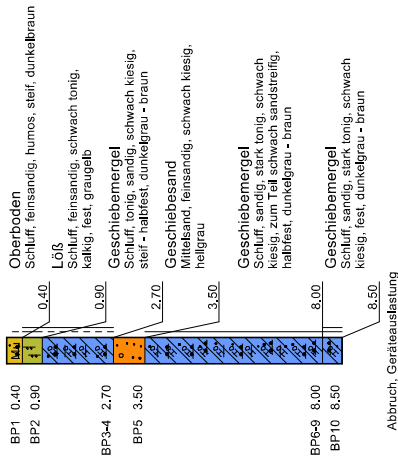 Oberboden
Schluff, feinsandig, humos, steif, dunkelbraun
Löß
Schluff, feinsandig, schwach tonig,
kalkig, fest, graugelb
Geschiebemergel
Schluff, tonig, sandig, schwach kiesig,
steif - halbfest, dunkelgrau - braun
Geschiebesand
Mittelsand, feinsandig, schwach kiesig,
hellgrau
Geschiebemergel
Schluff, sandig, stark tonig, schwach
kiesig, zum Teil schwach sandstreifig,
halbfest, dunkelgrau - braun
Geschiebemergel
Schluff, sandig, stark tonig, schwach
kiesig, fest, dunkelgrau - braun
0.40
0.90
2.70
3.50
8.00
8.50
BP1 0.40
BP2 0.90
BP3-4 2.70
BP5 3.50
BP6-9 8.00
BP10 8.50
Abbruch, Geräteauslastung